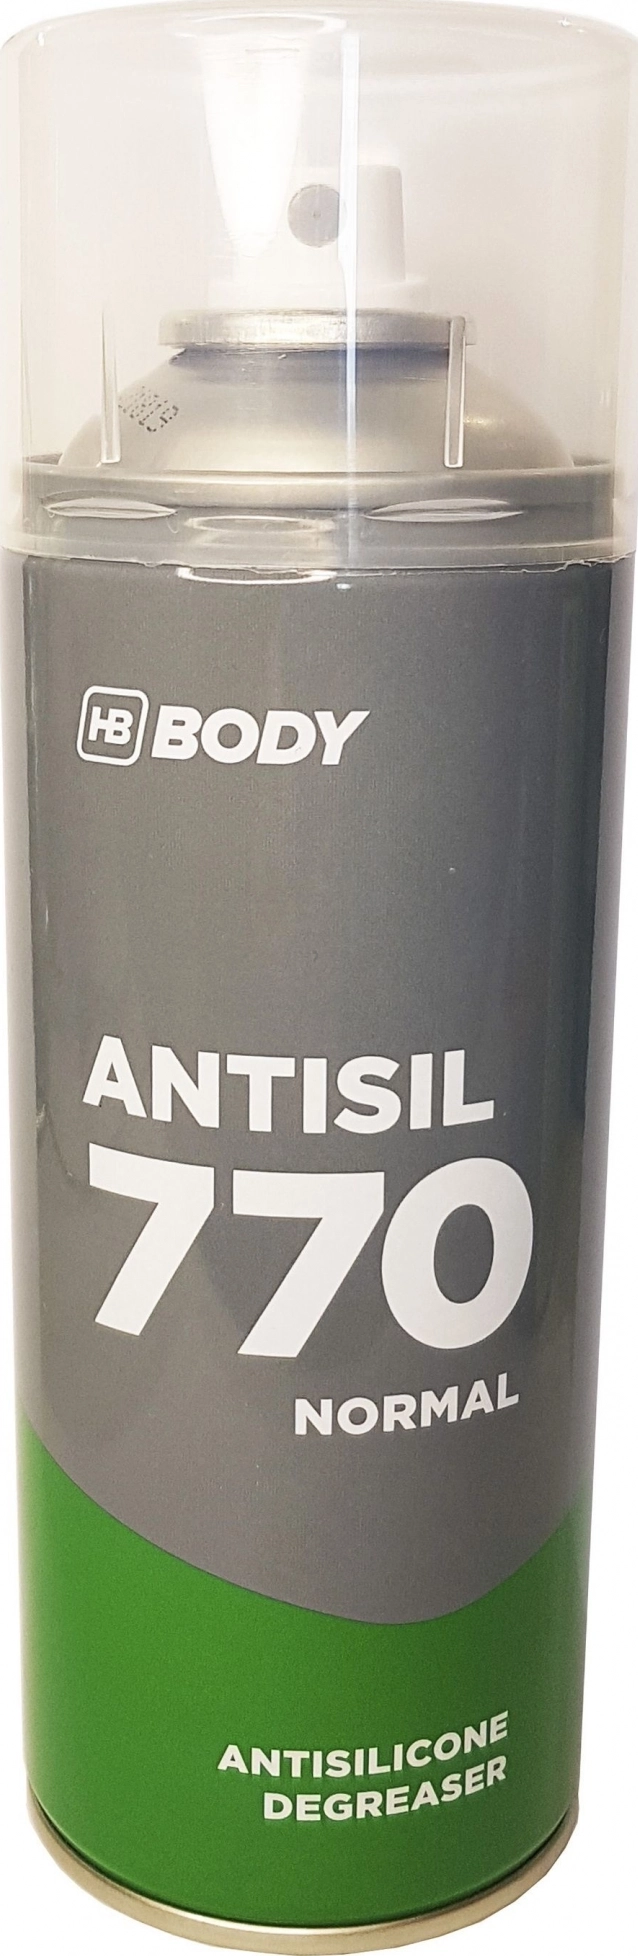 HB BODY
ANTISIL
770
NORMAL
ANTISILICONE
DEGREASER